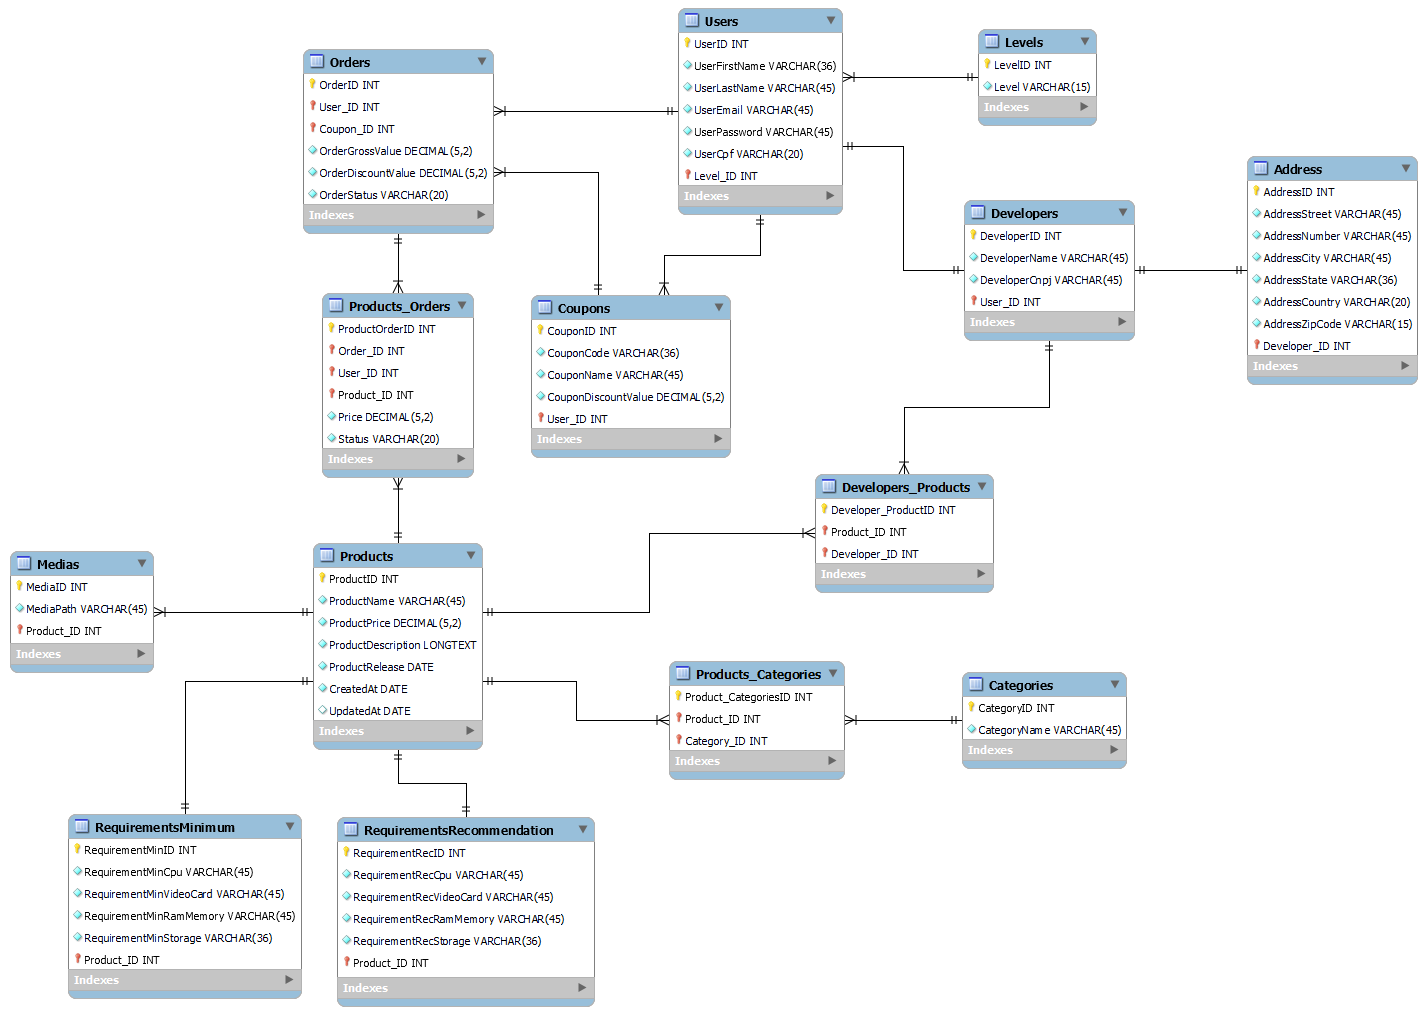 Users
UserID INT
UserFirstName VARCHAR(36)
UserLastName VARCHAR(45)
UserEmail VARCHAR(45)
UserPassword VARCHAR(45)
UserCpf VARCHAR(20)
Level_ID INT
Indexes
Levels
LevelID INT
Level VARCHAR(15)
Indexes
Orders
OrderID INT
User_ID INT
Coupon_ID INT
OrderGrossValue DECIMAL(5,2)
OrderDiscountValue DECIMAL(5,2)
OrderStatus VARCHAR(20)
Indexes
Address
AddressID INT
AddressStreet VARCHAR(45)
AddressNumber VARCHAR(45)
AddressCity VARCHAR(45)
AddressState VARCHAR(36)
AddressCountry VARCHAR(20)
AddressZipCode VARCHAR(15)
Developer_ID INT
Indexes
Developers
DeveloperID INT
DeveloperName VARCHAR(45)
DeveloperCnpj VARCHAR(45)
User_ID INT
Indexes
Products_Orders
ProductOrderID INT
Order_ID INT
User_ID INT
Product_ID INT
Price DECIMAL(5,2)
Status VARCHAR(20)
Indexes
Coupons
CouponID INT
CouponCode VARCHAR(36)
CouponName VARCHAR(45)
CouponDiscountValue DECIMAL(5,2)
User_ID INT
Indexes
Developers_Products
Developer_ProductID INT
Product_ID INT
Developer_ID INT
Indexes
Medias
MediaID INT
MediaPath VARCHAR(45)
Product_ID INT
Indexes
Products
ProductID INT
ProductName VARCHAR(45)
ProductPrice DECIMAL(5,2)
ProductDescription LONGTEXT
ProductRelease DATE
CreatedAt DATE
UpdatedAt DATE
Indexes
Products_Categories
Product_CategoriesID INT
Product_ID INT
Category_ID INT
Indexes
Categories
CategoryID INT
CategoryName VARCHAR(45)
Indexes
RequirementsMinimum
RequirementMinID INT
RequirementMinCpu VARCHAR(45)
RequirementMinVideoCard VARCHAR(45)
RequirementMinRamMemory VARCHAR(45)
RequirementMinStorage VARCHAR(36)
Product_ID INT
Indexes
RequirementsRecommendation
RequirementRecID INT
RequirementRecCpu VARCHAR(45)
RequirementRecVideoCard VARCHAR(45)
RequirementRecRamMemory VARCHAR(45)
RequirementRecStorage VARCHAR(36)
Product_ID INT
Indexes